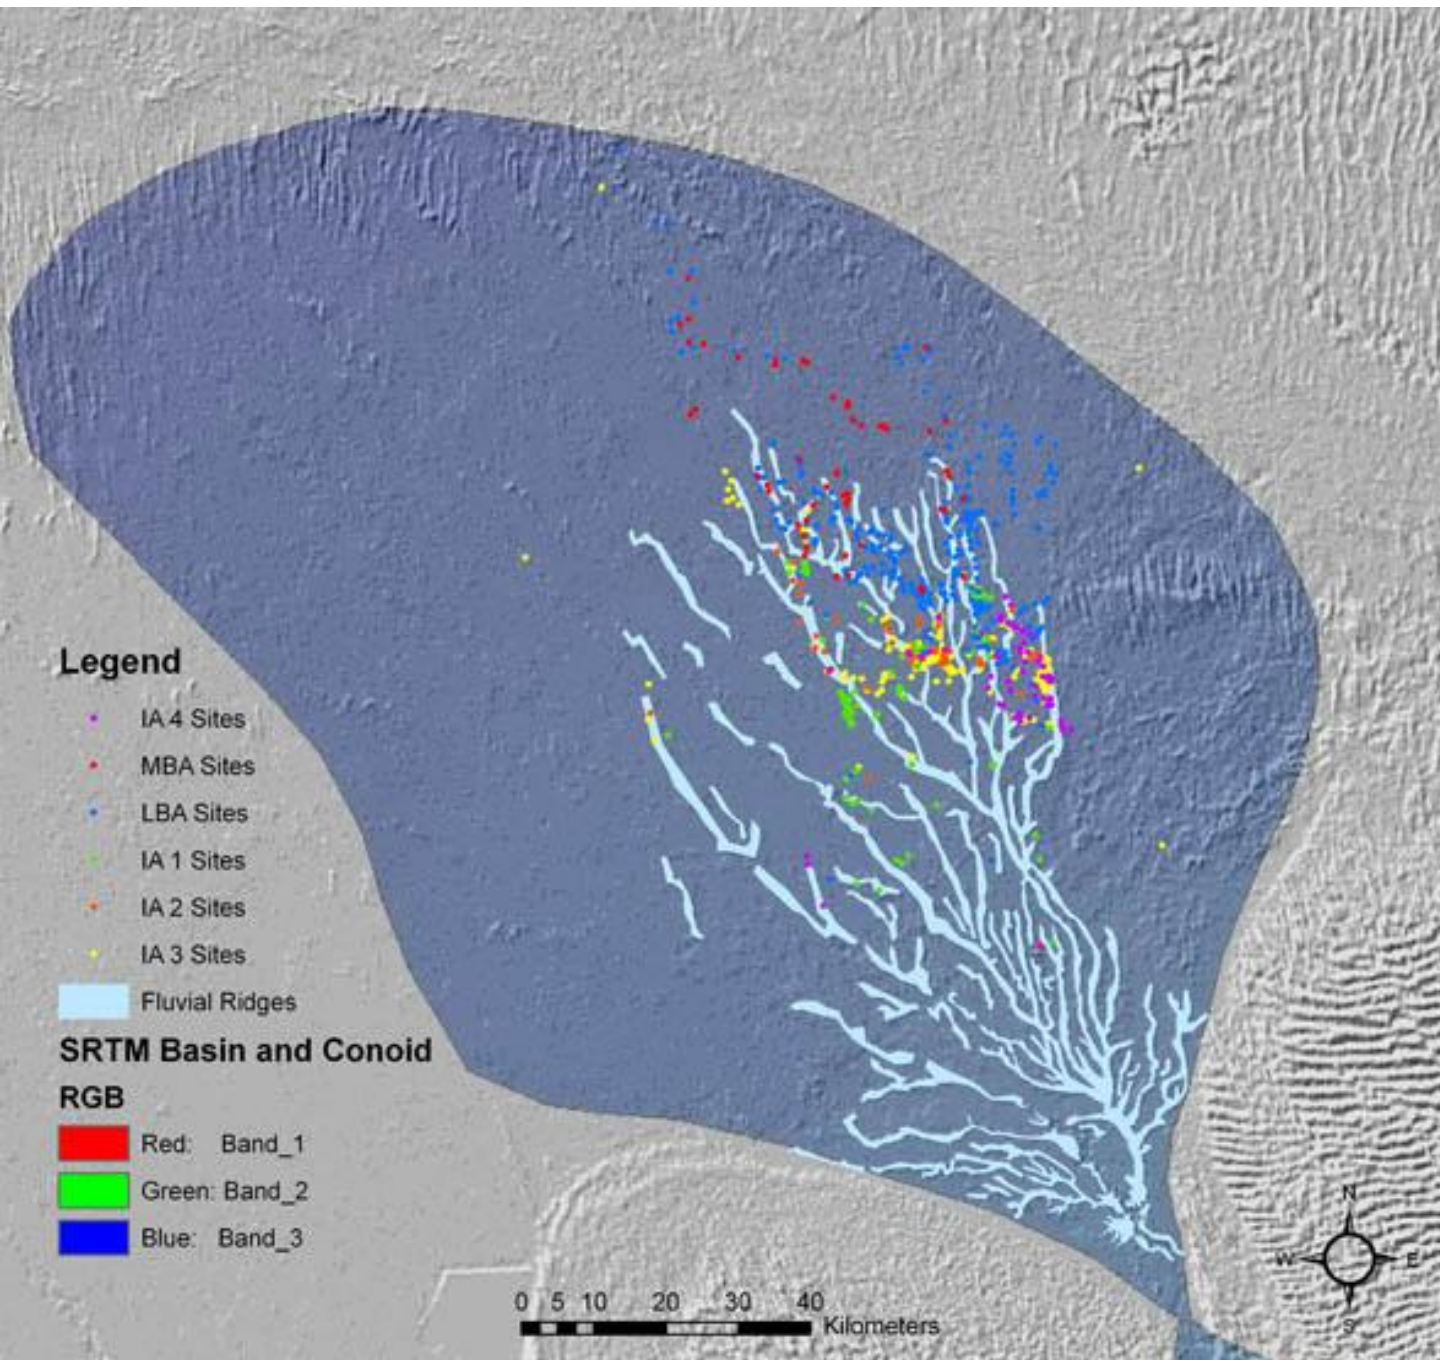 Legend
IA 4 Sites
MBA Sites
LBA Sites
IA 1 Sites
IA 2 Sites
IA 3 Sites
Fluvial Ridges
SRTM Basin and Conoid
RGB
Red: Band_1
Green: Band_2
Blue: Band_3
0 5 10 20 30 40
Kilometers
N
W E
S